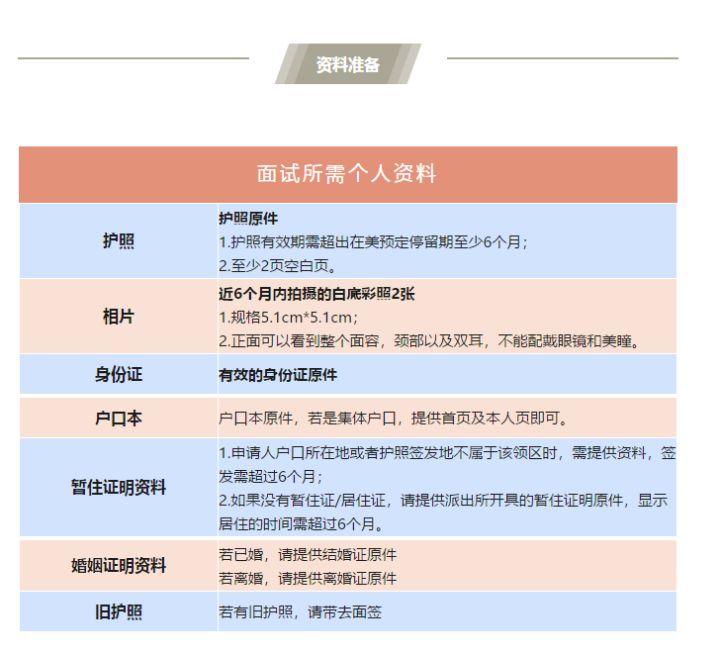 资料准备
面试所需个人资料
护照
护照原件
1.护照有效期需超出在美预定停留期至少6个月；
2.至少2页空白页。
相片
近6个月内拍摄的白底彩照2张
1.规格5.1cm*5.1cm；
2.正面可以看到整个面容，颈部以及双耳，不能配戴眼镜和美瞳。
身份证
有效的身份证原件
户口本
户口本原件，若是集体户口，提供首页及本人页即可。
暂住证明资料
1.申请人户口所在地或者护照签发地不属于该领区时，需提供资料，签
发需超过6个月；
2.如果没有暂住证/居住证，请提供派出所开具的暂住证明原件，显示
居住的时间需超过6个月。
婚姻证明资料
若已婚，请提供结婚证原件
若离婚，请提供离婚证原件
旧护照
若有旧护照，请带去面签